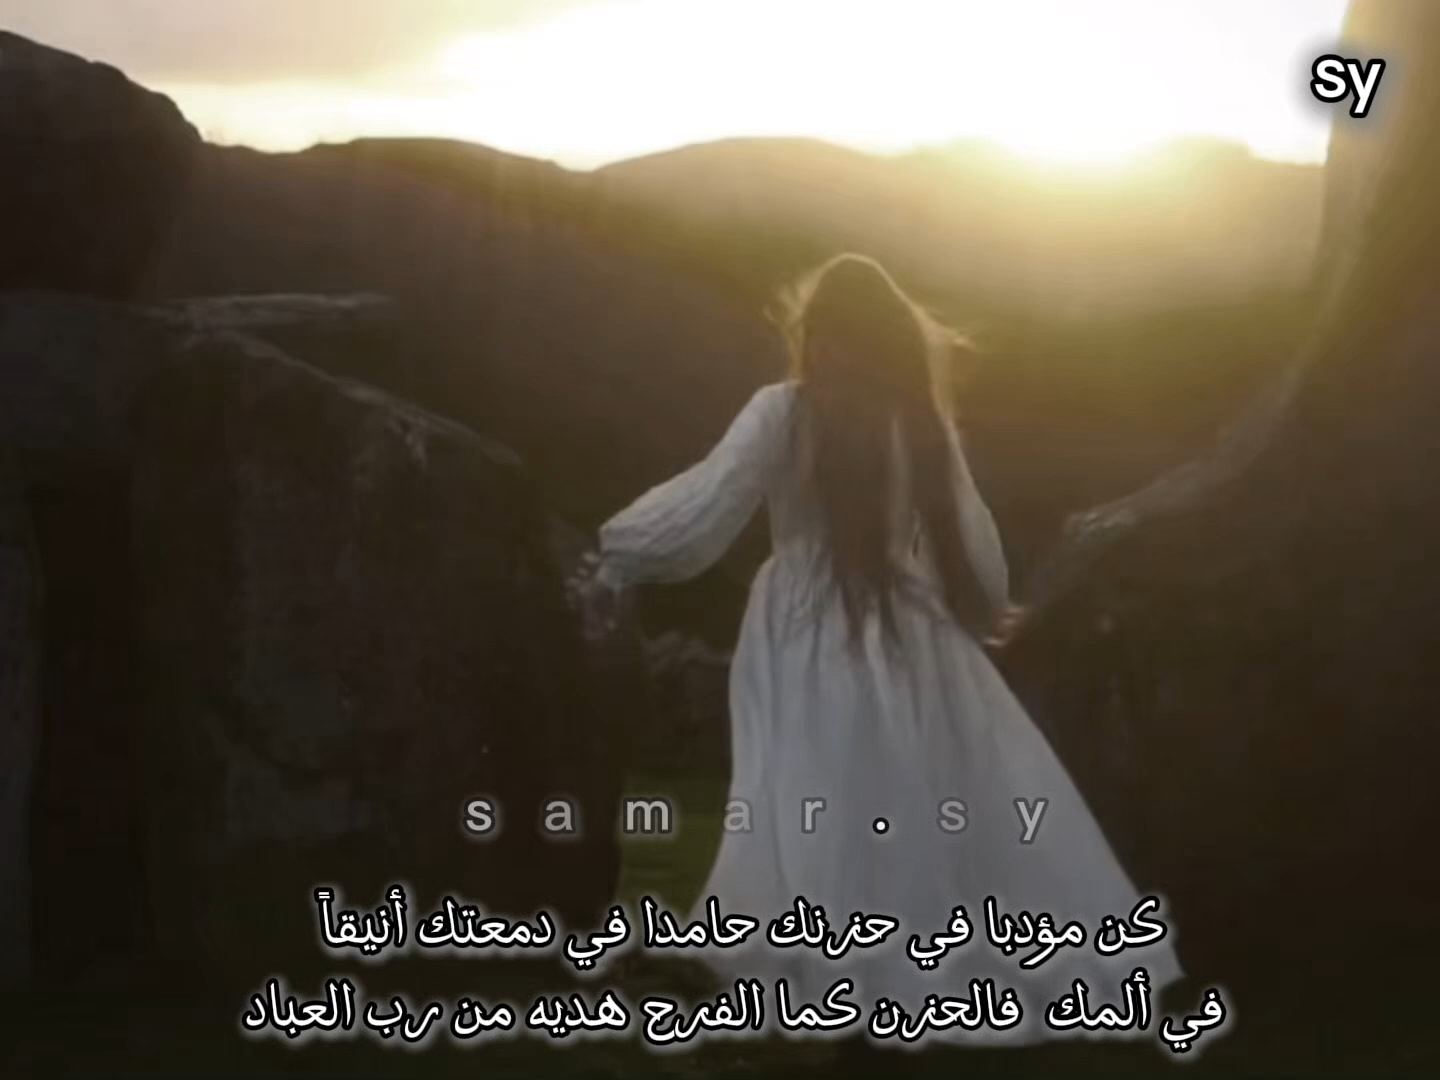 sy
samar.sy
كن مؤدبا في حزنك حامدا في دمعتك أنيقاً
في ألمك فالحزن كما الفرح هديه من رب العباد